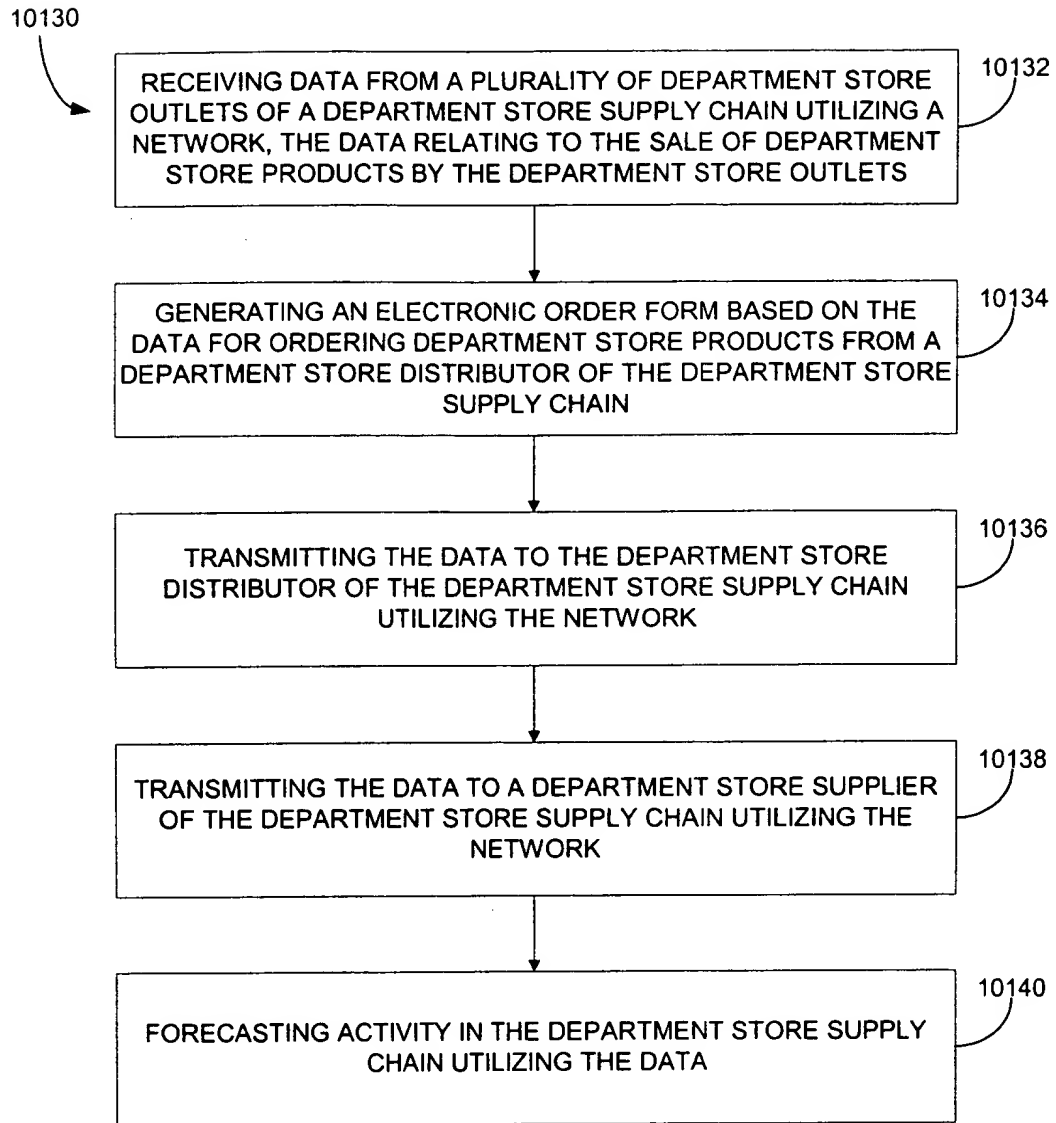 10130
RECEIVING DATA FROM A PLURALITY OF DEPARTMENT STORE
OUTLETS OF A DEPARTMENT STORE SUPPLY CHAIN UTILIZING A
NETWORK, THE DATA RELATING TO THE SALE OF DEPARTMENT
STORE PRODUCTS BY THE DEPARTMENT STORE OUTLETS
10132
GENERATING AN ELECTRONIC ORDER FORM BASED ON THE
DATA FOR ORDERING DEPARTMENT STORE PRODUCTS FROM A
DEPARTMENT STORE DISTRIBUTOR OF THE DEPARTMENT STORE
SUPPLY CHAIN
10134
TRANSMITTING THE DATA TO THE DEPARTMENT STORE
DISTRIBUTOR OF THE DEPARTMENT STORE SUPPLY CHAIN
UTILIZING THE NETWORK
10136
TRANSMITTING THE DATA TO A DEPARTMENT STORE SUPPLIER
OF THE DEPARTMENT STORE SUPPLY CHAIN UTILIZING THE
NETWORK
10138
FORECASTING ACTIVITY IN THE DEPARTMENT STORE SUPPLY
CHAIN UTILIZING THE DATA
10140